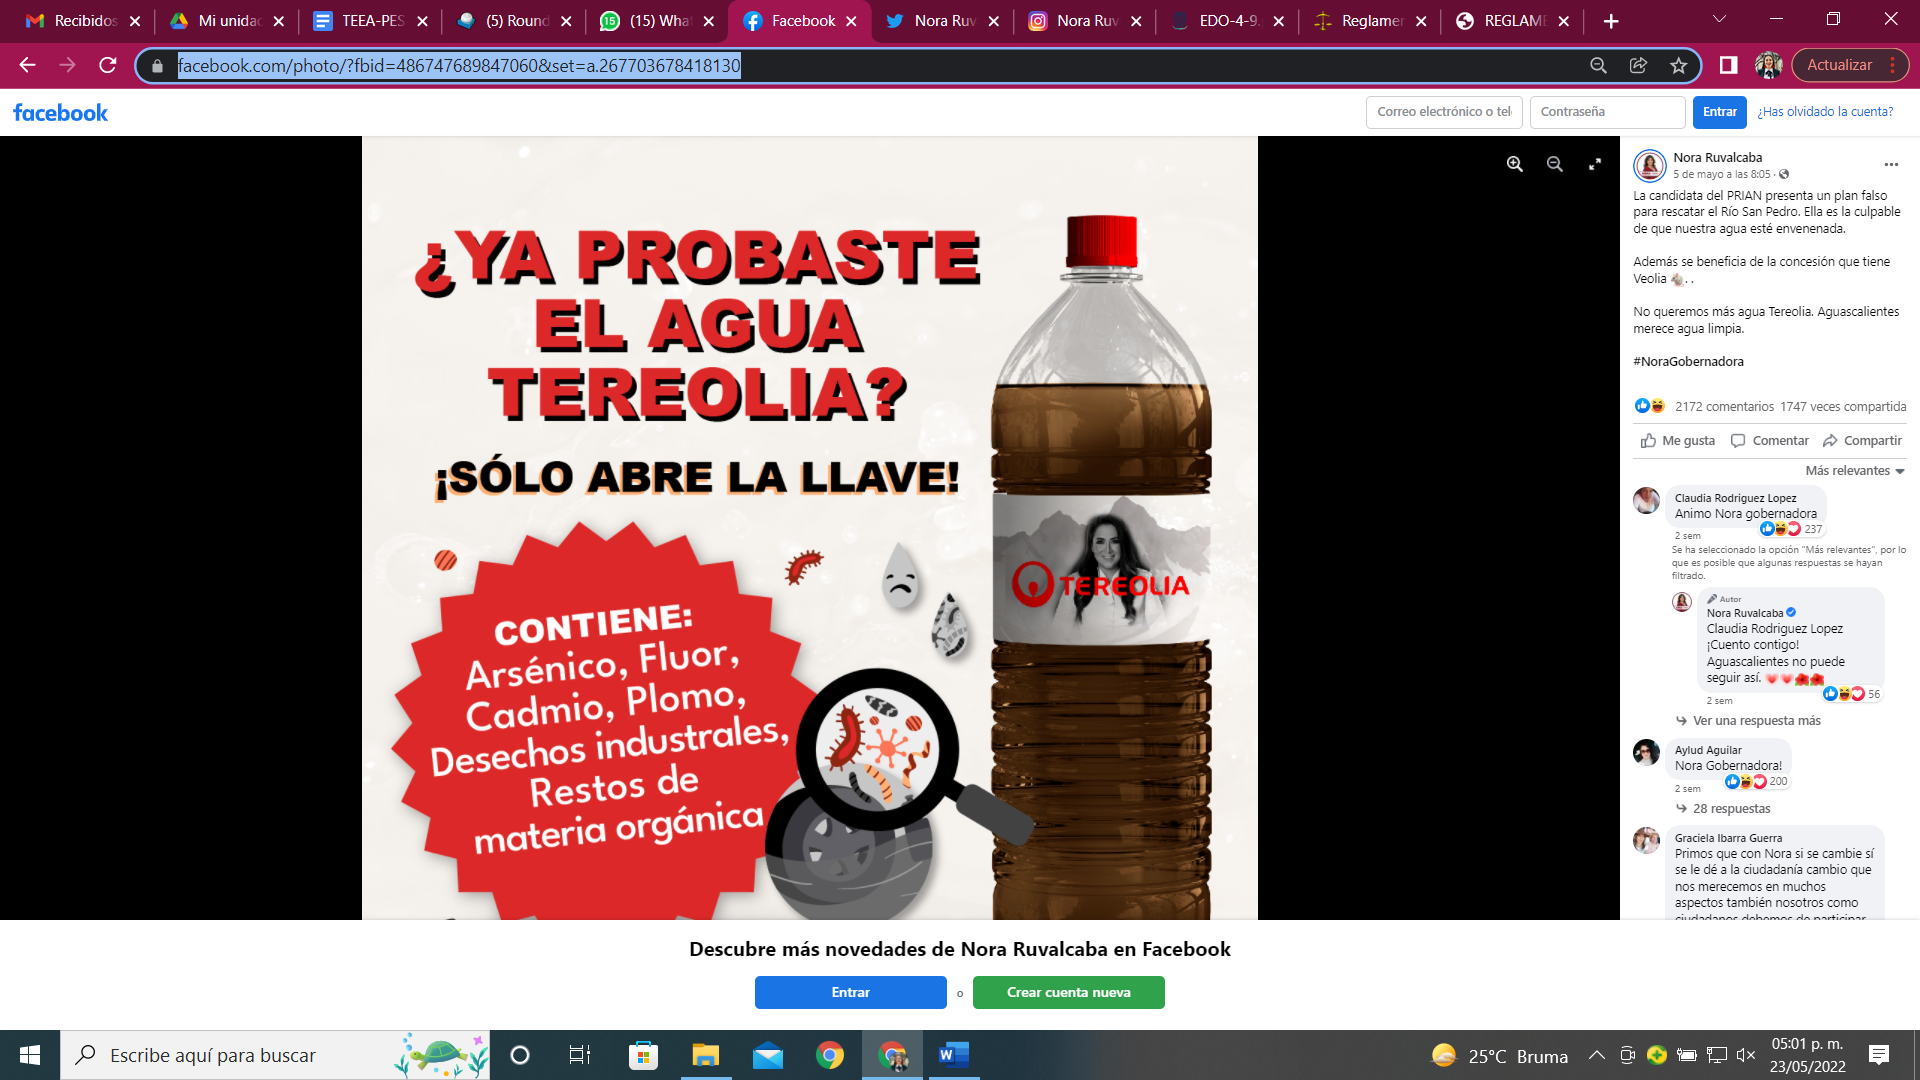 Recibidos
Mi unidad
TEEA-PES
(5) Round
(15) What
Facebook
Nora Ruv
Nora Ruv
EDO-4-9.
Reglamer
REGLAME
facebook.com/photo/?fbid=486747689847060&set=a.267703678418130
Actualizar
facebook
Correo electrónico o tel
Contraseña
Entrar
¿Has olvidado la cuenta?
¿YA PROBASTE
EL AGUA
TEREOLIA?
¡SÓLO ABRE LA LLAVE!
CONTIENE:
Arsénico, Fluor,
Cadmio, Plomo,
Desechos industrales,
Restos de
materia orgánica
TEREOLIA
Nora Ruvalcaba
5 de mayo a las 8:05 ·
La candidata del PRIAN presenta un plan falso
para rescatar el Río San Pedro. Ella es la culpable
de que nuestra agua esté envenenada.
Además se beneficia de la concesión que tiene
Veolia . .
No queremos más agua Tereolia. Aguascalientes
merece agua limpia.
#NoraGobernadora
2172 comentarios 1747 veces compartida
Me gusta
Comentar
Compartir
Más relevantes
Claudia Rodriguez Lopez
Animo Nora gobernadora
237
2 sem
Se ha seleccionado la opción "Más relevantes", por lo
que es posible que algunas respuestas se hayan
filtrado.
Autor
Nora Ruvalcaba
Claudia Rodriguez Lopez
¡Cuento contigo!
Aguascalientes no puede
seguir así.
56
2 sem
Ver una respuesta más
Aylud Aguilar
Nora Gobernadora!
200
2 sem
28 respuestas
Graciela Ibarra Guerra
Primos que con Nora si se cambie sí
se le dé a la ciudadanía cambio que
nos merecemos en muchos
aspectos también nosotros como
ciudadanos debemos de participar
Descubre más novedades de Nora Ruvalcaba en Facebook
Entrar
o
Crear cuenta nueva
Escribe aquí para buscar
25°C Bruma
05:01 p. m.
23/05/2022